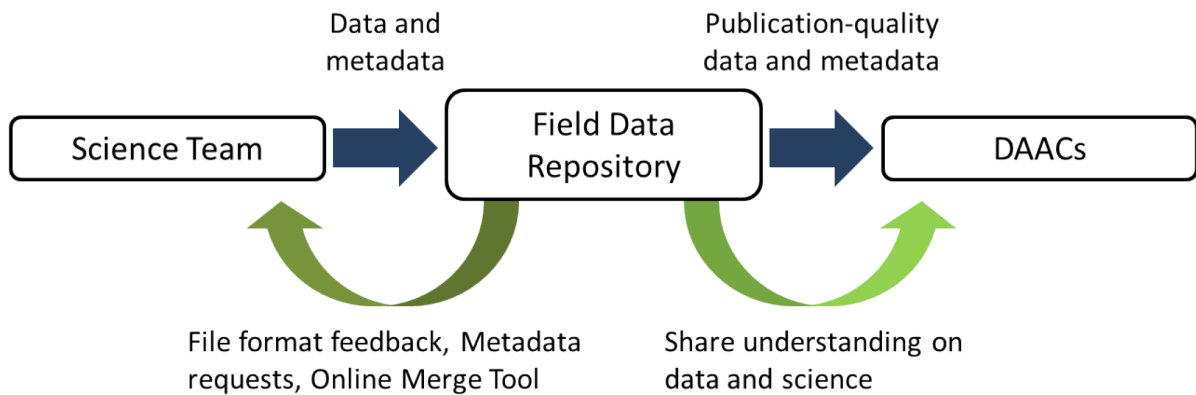 Data and
metadata
Publication-quality
data and metadata
Science Team
Field Data
Repository
DAACs
File format feedback, Metadata
requests, Online Merge Tool
Share understanding on
data and science